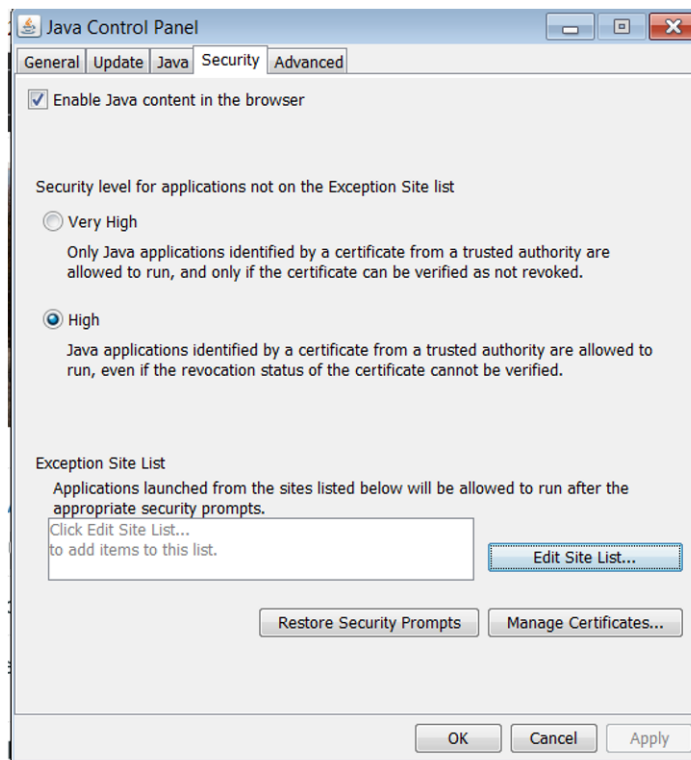 Java Control Panel
General Update Java Security Advanced
Enable Java content in the browser
Security level for applications not on the Exception Site list
Very High
Only Java applications identified by a certificate from a trusted authority are
allowed to run, and only if the certificate can be verified as not revoked.
High
Java applications identified by a certificate from a trusted authority are allowed to
run, even if the revocation status of the certificate cannot be verified.
Exception Site List
Applications launched from the sites listed below will be allowed to run after the
appropriate security prompts.
Click Edit Site List...
to add items to this list.
Edit Site List...
Restore Security Prompts Manage Certificates...
OK Cancel Apply